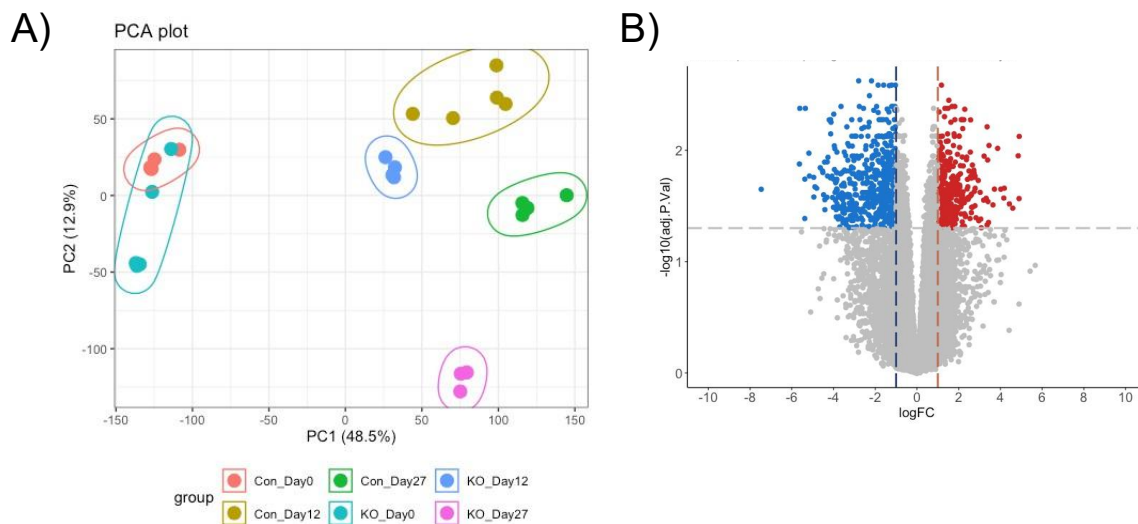 A)
PCA plot
50
0
-50
-100
PC2 (12.9%)
-150
-100
-50
0
50
100
150
PC1 (48.5%)
group
Con_Day0
Con_Day27
KO_Day12
Con_Day12
KO_Day0
KO_Day27
B)
2
1
0
-log10(adj.P.Val)
-10
-8
-6
-4
-2
0
2
4
6
8
10
logFC